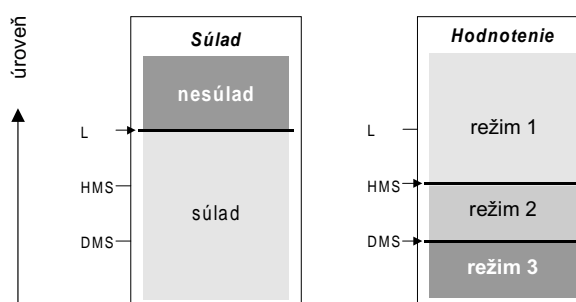 úroveň
Súlad
nesúlad
L
HMS
súlad
DMS
Hodnotenie
L
režim 1
HMS
režim 2
DMS
režim 3